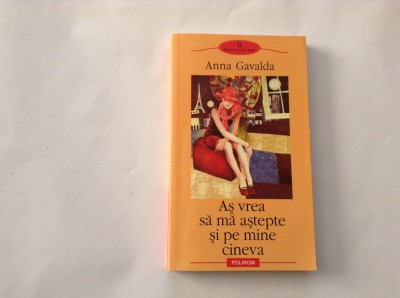 Anna Gavalda
Aş vrea
să mă aştepte
şi pe mine
cineva
POLIROM